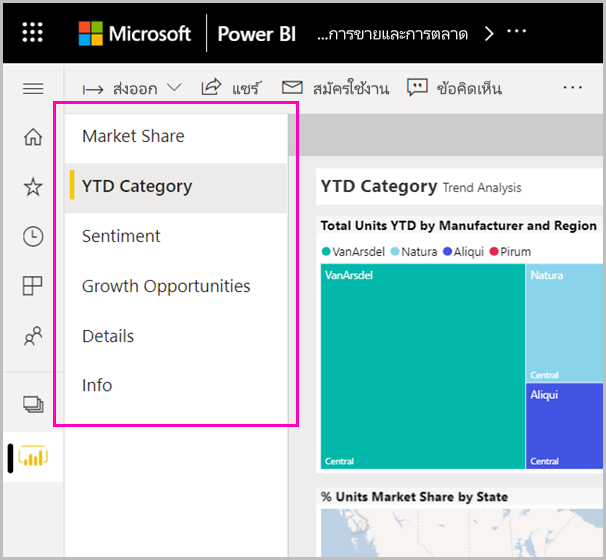 Microsoft Power BI ...การขายและการตลาด
ส่งออก แชร์ สมัครใช้งาน ข้อคิดเห็น
Market Share
YTD Category
Sentiment
Growth Opportunities
Details
Info
YTD Category Trend Analysis
Total Units YTD by Manufacturer and Region
VanArsdel Natura Aliqui Pirum
VanArsdel
Natura
Central
Aliqui
Central
Central
% Units Market Share by State